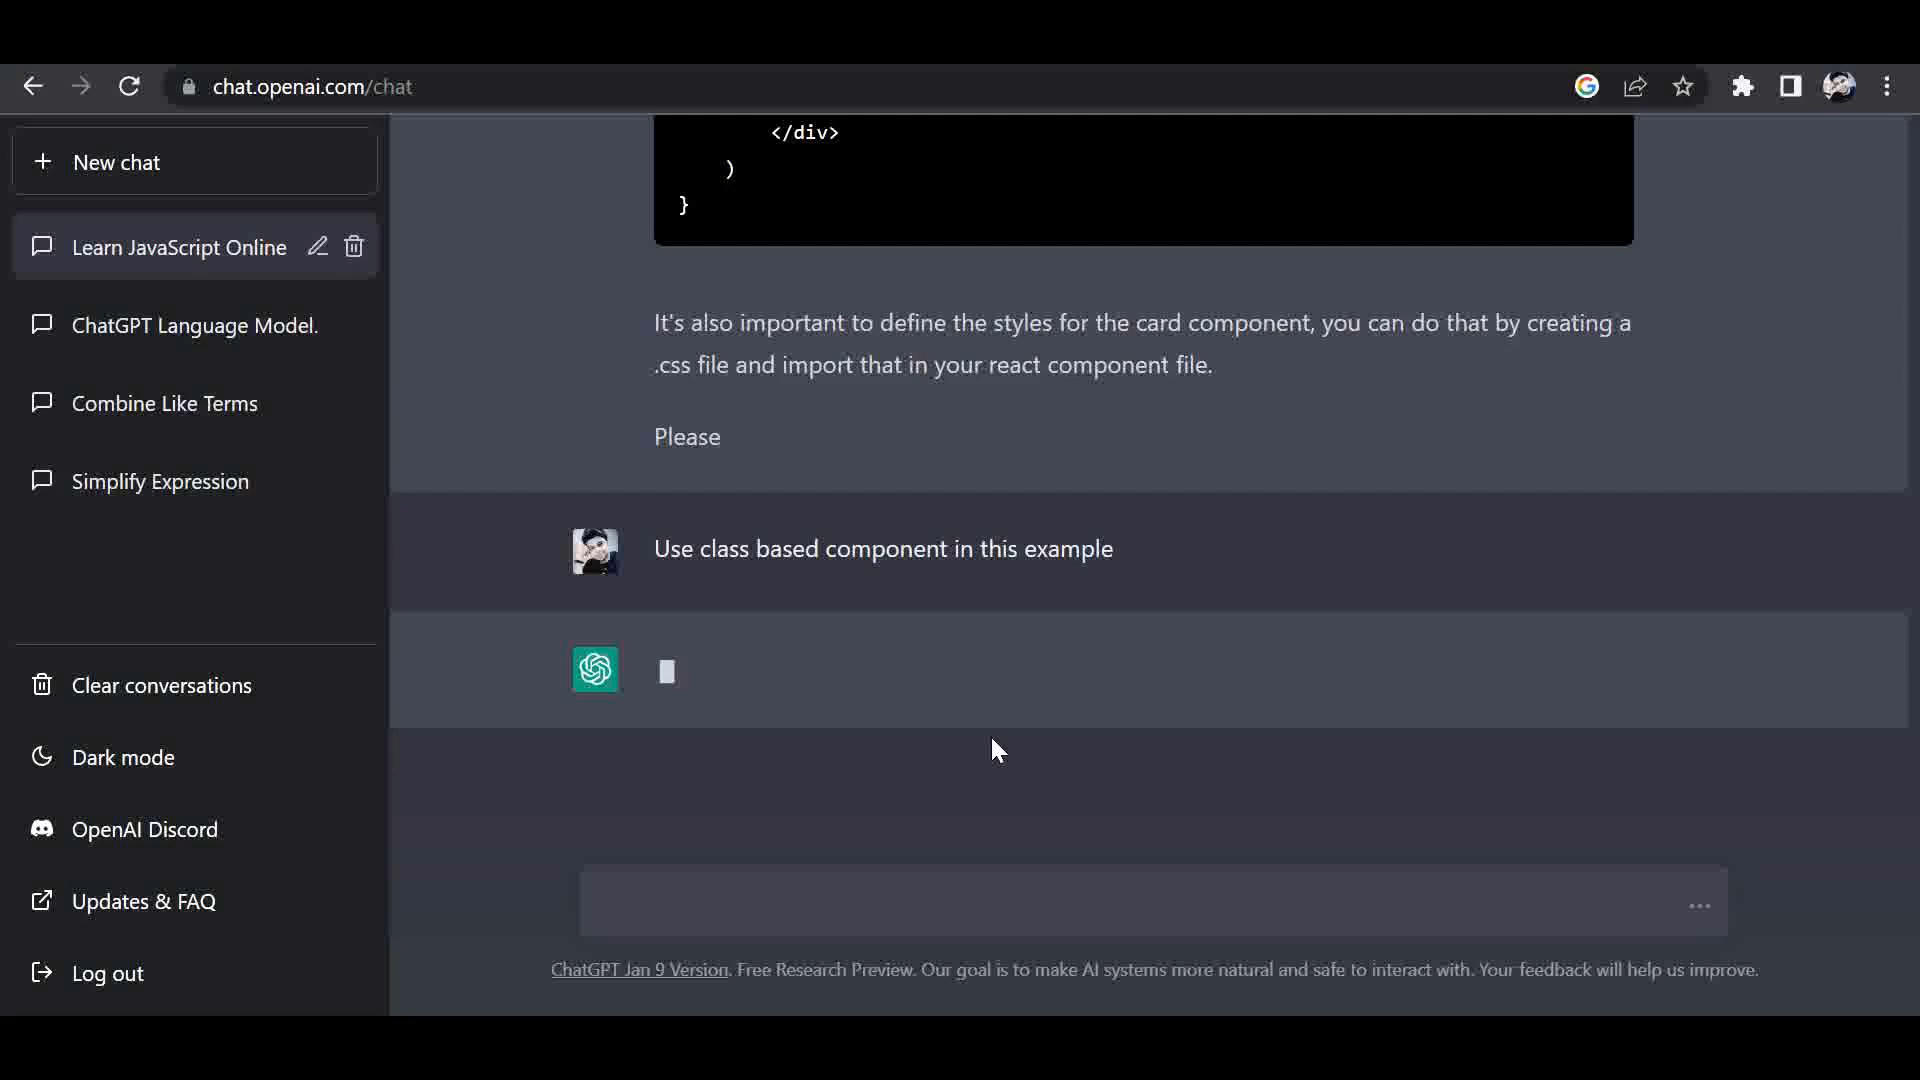 chat.openai.com/chat
New chat
Learn JavaScript Online
ChatGPT Language Model.
Combine Like Terms
Simplify Expression
Clear conversations
Dark mode
OpenAI Discord
Updates & FAQ
Log out
</div>
)
}
It's also important to define the styles for the card component, you can do that by creating a
.css file and import that in your react component file.
Please
Use class based component in this example
ChatGPT Jan 9 Version. Free Research Preview. Our goal is to make AI systems more natural and safe to interact with. Your feedback will help us improve.